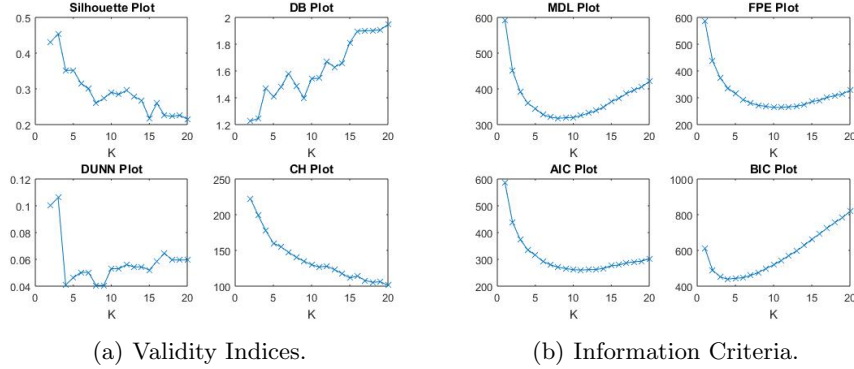 Silhouette Plot
0.5
0.4
0.3
0.2
0 5 10 15 20
K
DB Plot
2
1.8
1.6
1.4
1.2
0 5 10 15 20
K
DUNN Plot
0.12
0.1
0.08
0.06
0.04
0 5 10 15 20
K
CH Plot
250
200
150
100
0 5 10 15 20
K
(a) Validity Indices.
MDL Plot
600
500
400
300
0 5 10 15 20
K
FPE Plot
600
500
400
300
200
0 5 10 15 20
K
AIC Plot
600
500
400
300
200
0 5 10 15 20
K
BIC Plot
1000
800
600
400
0 5 10 15 20
K
(b) Information Criteria.